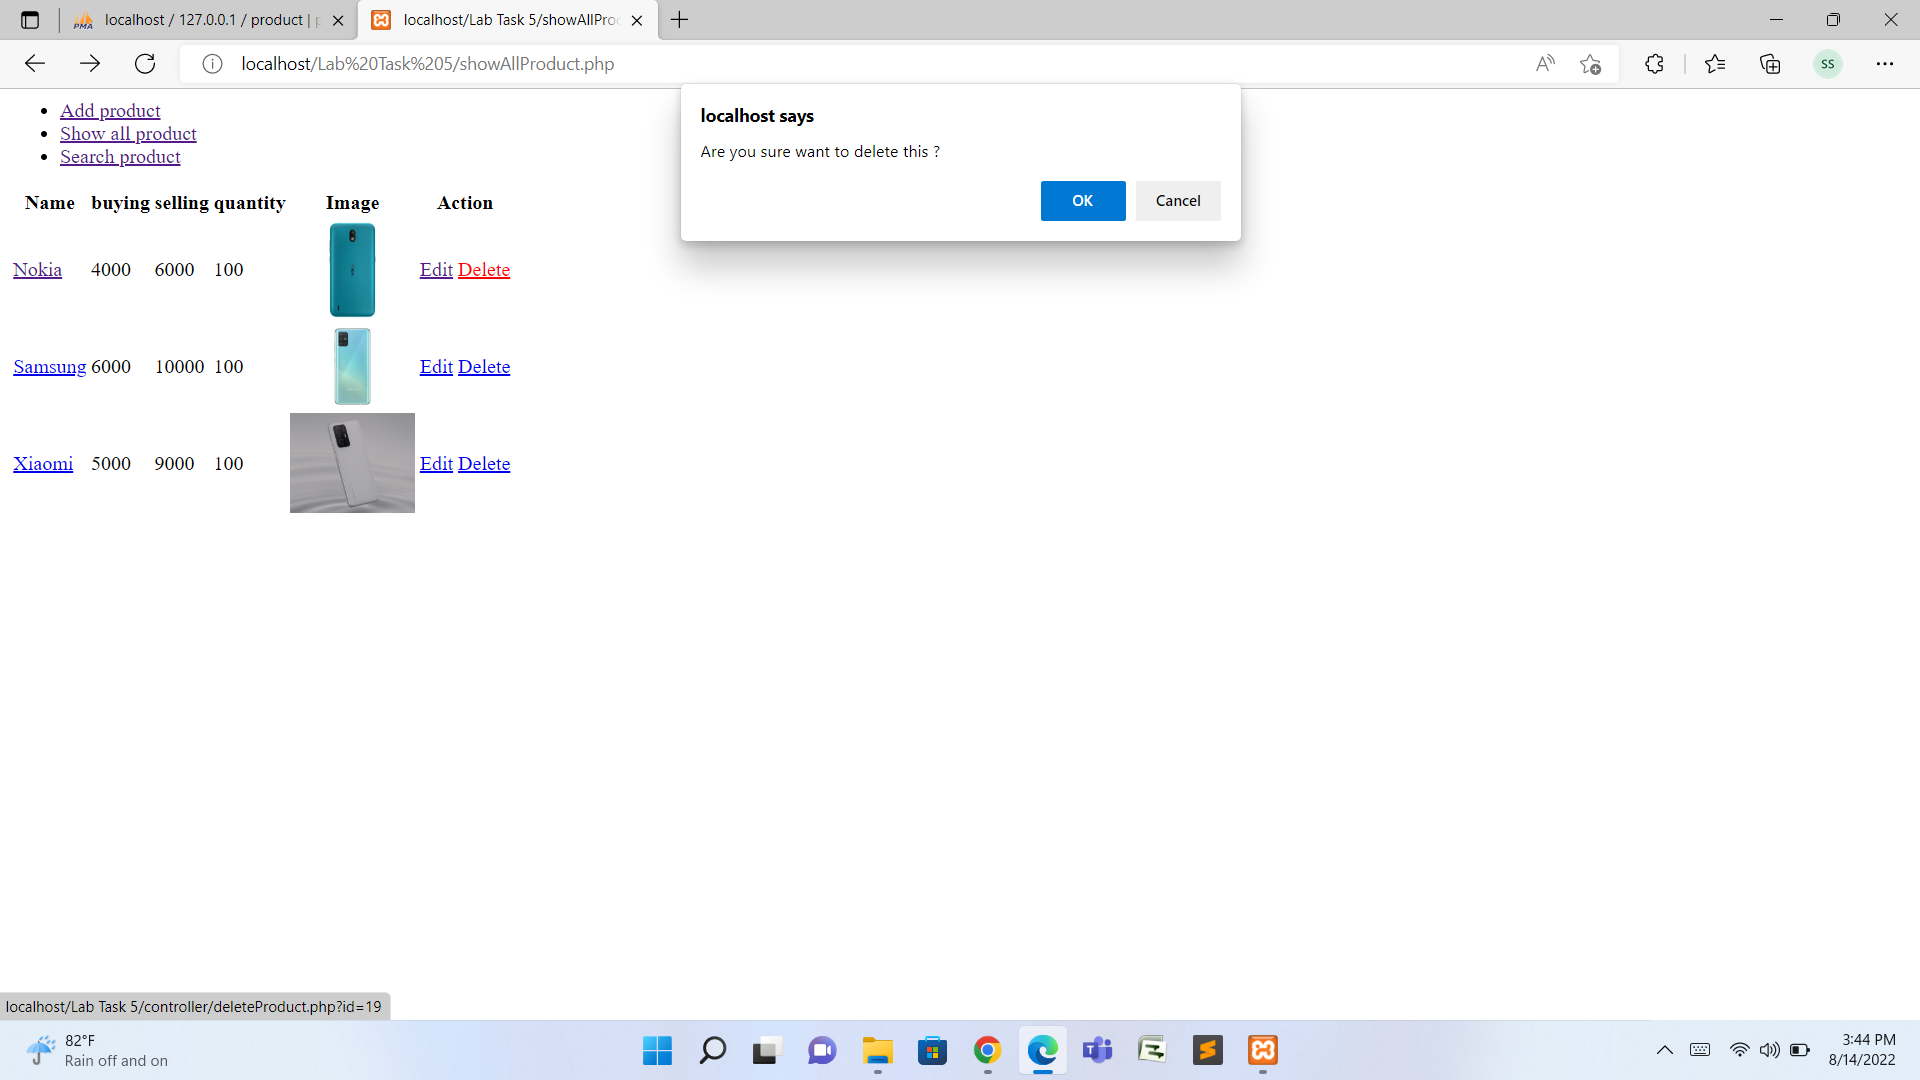 localhost / 127.0.0.1 / product |
localhost/Lab Task 5/showAllPro
localhost/Lab%20Task%205/showAllProduct.php
SS
localhost says
Are you sure want to delete this ?
OK
Cancel
Add product
Show all product
Search product
Name buying selling quantity Image Action
Nokia 4000 6000 100 Edit Delete
Samsung 6000 10000 100 Edit Delete
Xiaomi 5000 9000 100 Edit Delete
localhost/Lab Task 5/controller/deleteProduct.php?id=19
82°F
Rain off and on
3:44 PM
8/14/2022